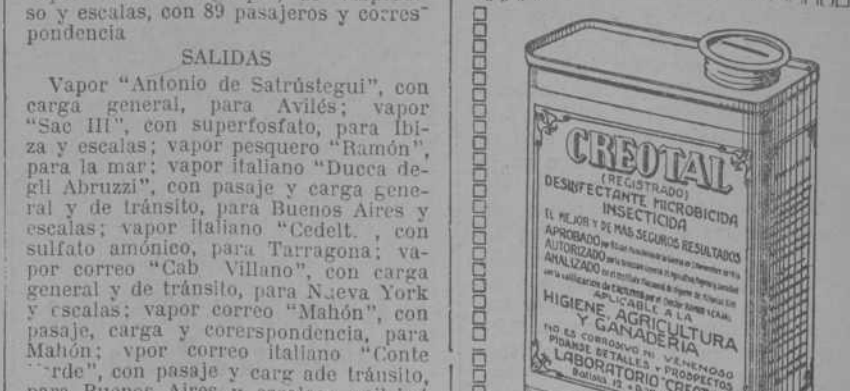 so y escalas, con 89 pasajeros y corres-
pondencia
SALIDAS
Vapor "Antonio de Satrústegui", con
carga general, para Avilés; vapor
"Sac III", con superfosfato, para Ibi-
za y escalas; vapor pesquero "Ramón",
para la mar; vapor italiano "Ducca de-
gli Abruzzi", con pasaje y carga gene-
ral y de tránsito, para Buenos Aires y
escalas; vapor italiano "Cedelt. , con
sulfato amónico, para Tarragona; va-
por correo "Cab Villano", con carga
general y de tránsito, para Nueva York
y escalas; vapor correo "Mahón", con
pasaje, carga y corerspondencia, para
Mahón; vpor correo italiano "Conte
rde", con pasaje y carg ade tránsito,
para Buenos Aires y escalas
CREOTAL
(REGISTRADO)
DESINFECTANTE MICROBICIDA
INSECTICIDA
EL MEJOR Y DE MAS SEGUROS RESULTADOS
APROBADO
AUTORIZADO
ANALIZADO
APLICABLE A LA
HIGIENE, AGRICULTURA
Y GANADERIA
NO ES CORROSIVO NI VENENOSO
PIDANSE DETALLES Y PROSPECTOS
LABORATORIO